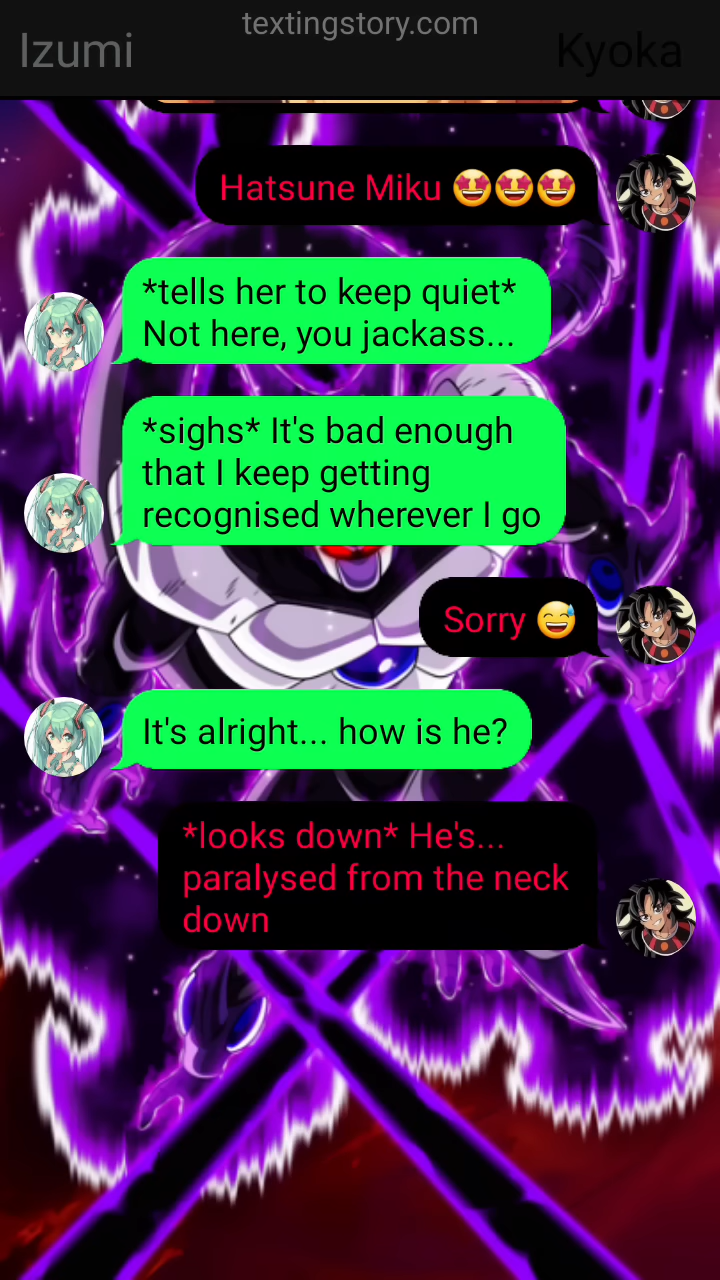 textingstory.com
Izumi
Kyoka
Hatsune Miku 🤩🤩🤩
*tells her to keep quiet*
Not here, you jackass...
*sighs* It's bad enough
that I keep getting
recognised wherever I go
Sorry 😅
It's alright... how is he?
*looks down* He's...
paralysed from the neck
down